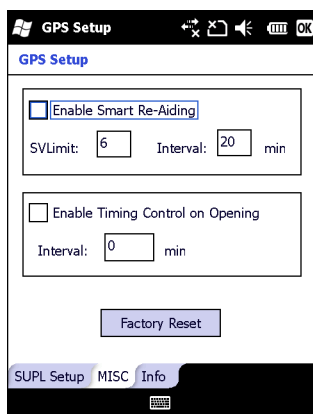 GPS Setup
OK
GPS Setup
Enable Smart Re-Aiding
SVLimit: 6 Interval: 20 min
Enable Timing Control on Opening
Interval: 0 min
Factory Reset
SUPL Setup MISC Info